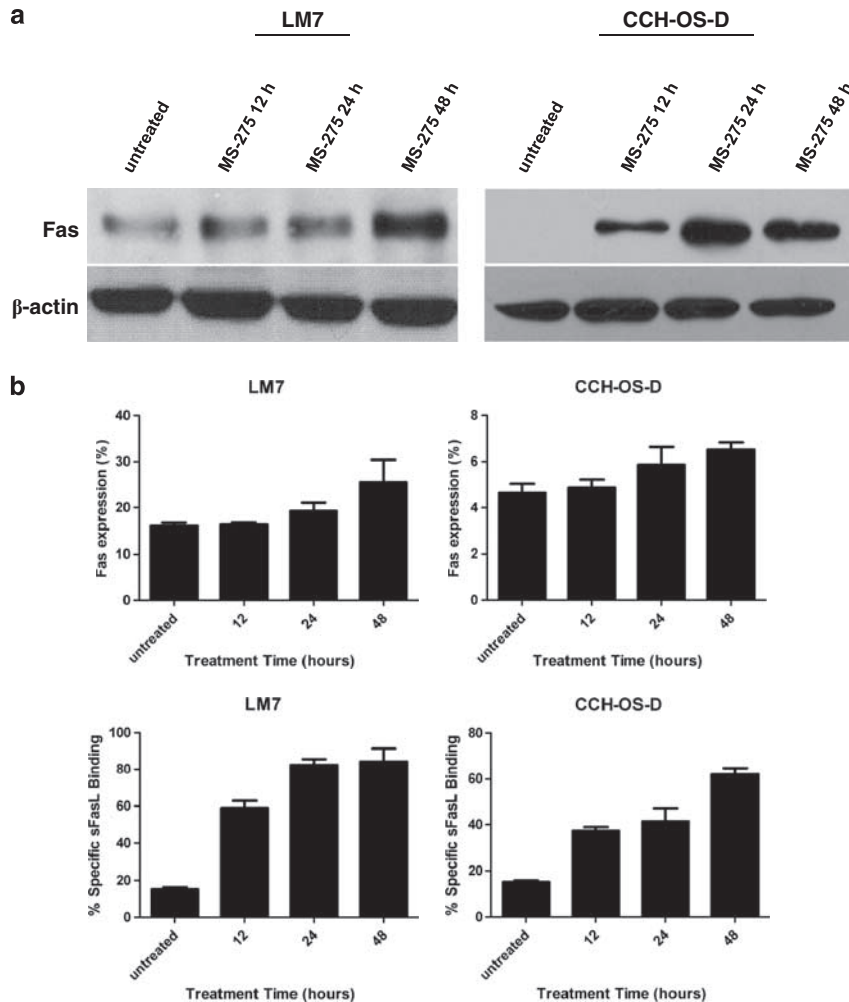 a
LM7
CCH-OS-D
untreated
MS-275 12 h
MS-275 24 h
MS-275 48 h
untreated
MS-275 12 h
MS-275 24 h
MS-275 48 h
Fas
β-actin
b
LM7
Fas expression (%)
40
30
20
10
0
untreated
12
24
48
Treatment Time (hours)
CCH-OS-D
Fas expression (%)
8
6
4
2
0
untreated
12
24
48
Treatment Time (hours)
LM7
% Specific sFasL Binding
100
80
60
40
20
0
untreated
12
24
48
Treatment Time (hours)
CCH-OS-D
% Specific sFasL Binding
80
60
40
20
0
untreated
12
24
48
Treatment Time (hours)